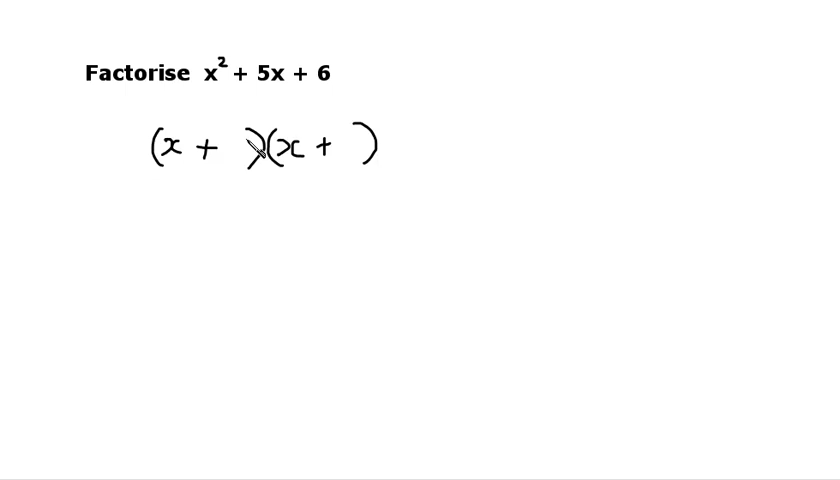 Factorise x² + 5x + 6
(x + )(x + )